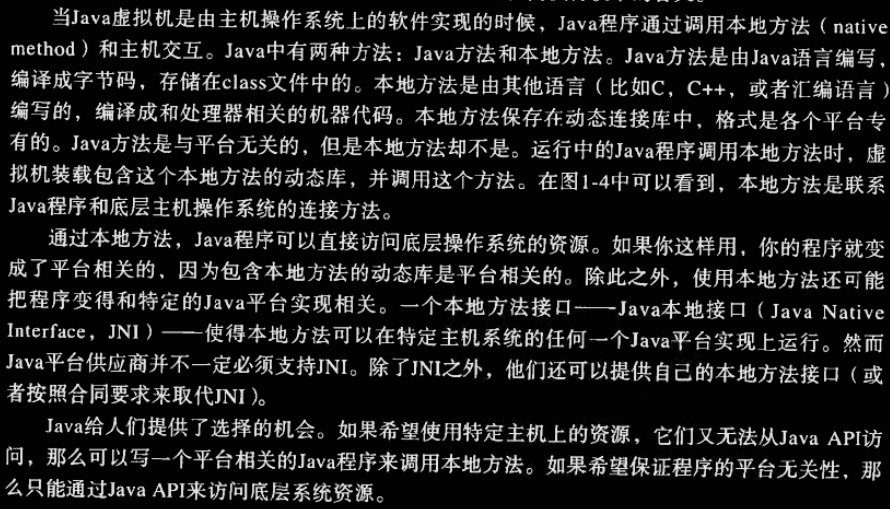 当Java虚拟机是由主机操作系统上的软件实现的时候，Java程序通过调用本地方法（native
method）和主机交互。Java中有两种方法：Java方法和本地方法。Java方法是由Java语言编写，
编译成字节码，存储在class文件中的。本地方法是由其他语言（比如C，C++，或者汇编语言）
编写的，编译成和处理器相关的机器代码。本地方法保存在动态连接库中，格式是各个平台专
有的。Java方法是与平台无关的，但是本地方法却不是。运行中的Java程序调用本地方法时，虚
拟机装载包含这个本地方法的动态库，并调用这个方法。在图1-4中可以看到，本地方法是联系
Java程序和底层主机操作系统的连接方法。
通过本地方法，Java程序可以直接访问底层操作系统的资源。如果你这样用，你的程序就变
成了平台相关的，因为包含本地方法的动态库是平台相关的。除此之外，使用本地方法还可能
把程序变得和特定的Java平台实现相关。一个本地方法接口——Java本地接口（Java Native
Interface，JNI）——使得本地方法可以在特定主机系统的任何一个Java平台实现上运行。然而
Java平台供应商并不一定必须支持JNI。除了JNI之外，他们还可以提供自己的本地方法接口（或
者按照合同要求来取代JNI）。
Java给人们提供了选择的机会。如果希望使用特定主机上的资源，它们又无法从Java API访
问，那么可以写一个平台相关的Java程序来调用本地方法。如果希望保证程序的平台无关性，那
么只能通过Java API来访问底层系统资源。